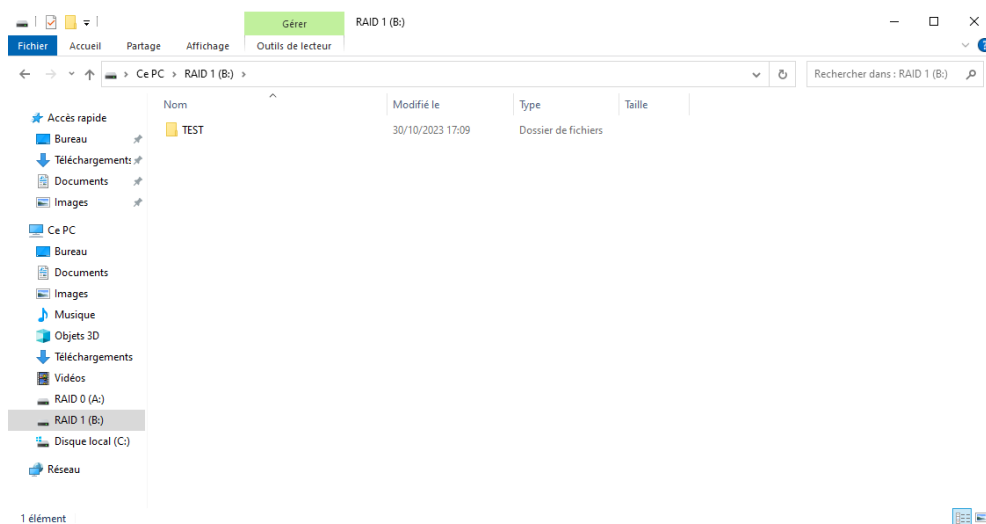 Gérer
RAID 1 (B:)
Fichier
Accueil
Partage
Affichage
Outils de lecteur
Ce PC > RAID 1 (B:) >
Rechercher dans : RAID 1 (B:)
Nom
Modifié le
Type
Taille
TEST
30/10/2023 17:09
Dossier de fichiers
Accès rapide
Bureau
Téléchargements
Documents
Images
Ce PC
Bureau
Documents
Images
Musique
Objets 3D
Téléchargements
Vidéos
RAID 0 (A:)
RAID 1 (B:)
Disque local (C:)
Réseau
1 élément